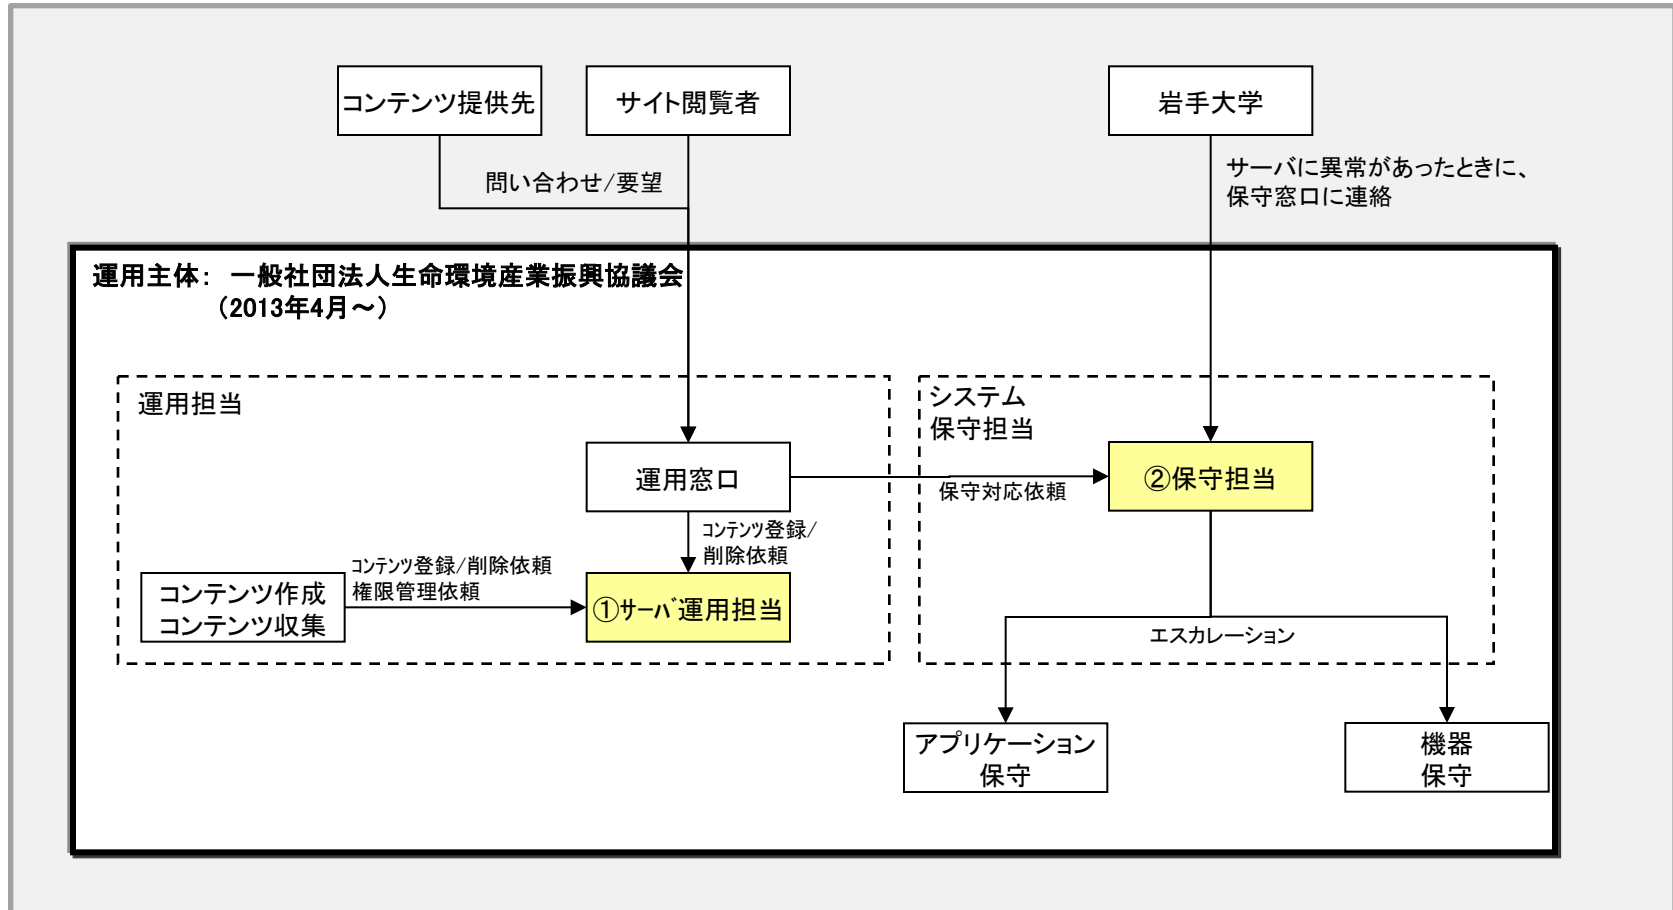 コンテンツ提供先
サイト閲覧者
岩手大学
問い合わせ/要望
サーバに異常があったときに、
保守窓口に連絡
運用主体： 一般社団法人生命環境産業振興協議会
（2013年4月～）
運用担当
システム
保守担当
運用窓口
②保守担当
保守対応依頼
ｺﾝﾃﾝﾂ登録/
削除依頼
ｺﾝﾃﾝﾂ登録/削除依頼
権限管理依頼
コンテンツ作成
コンテンツ収集
①ｻｰﾊﾞ運用担当
エスカレーション
アプリケーション
保守
機器
保守